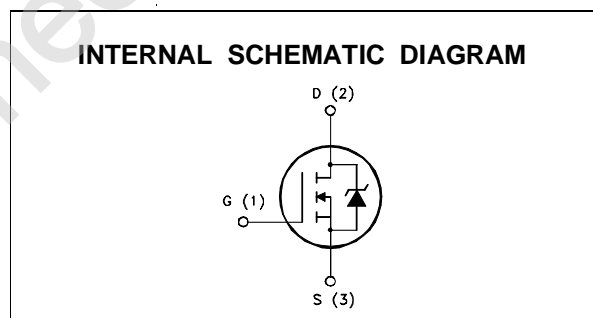 INTERNAL SCHEMATIC DIAGRAM
D (2)
G (1)
S (3)